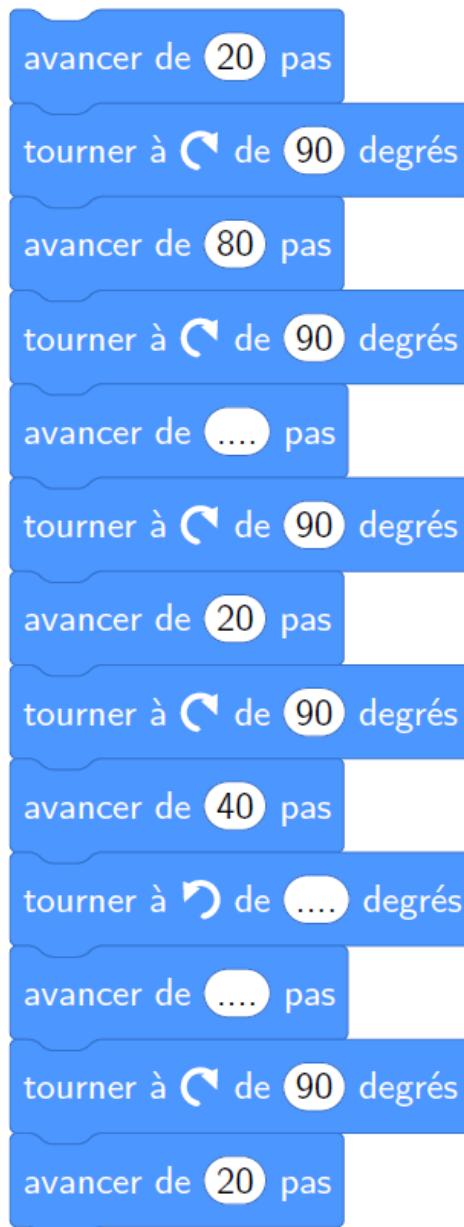 avancer de 20 pas
tourner à de 90 degrés
avancer de 80 pas
tourner à de 90 degrés
avancer de .... pas
tourner à de 90 degrés
avancer de 20 pas
tourner à de 90 degrés
avancer de 40 pas
tourner à de .... degrés
avancer de .... pas
tourner à de 90 degrés
avancer de 20 pas